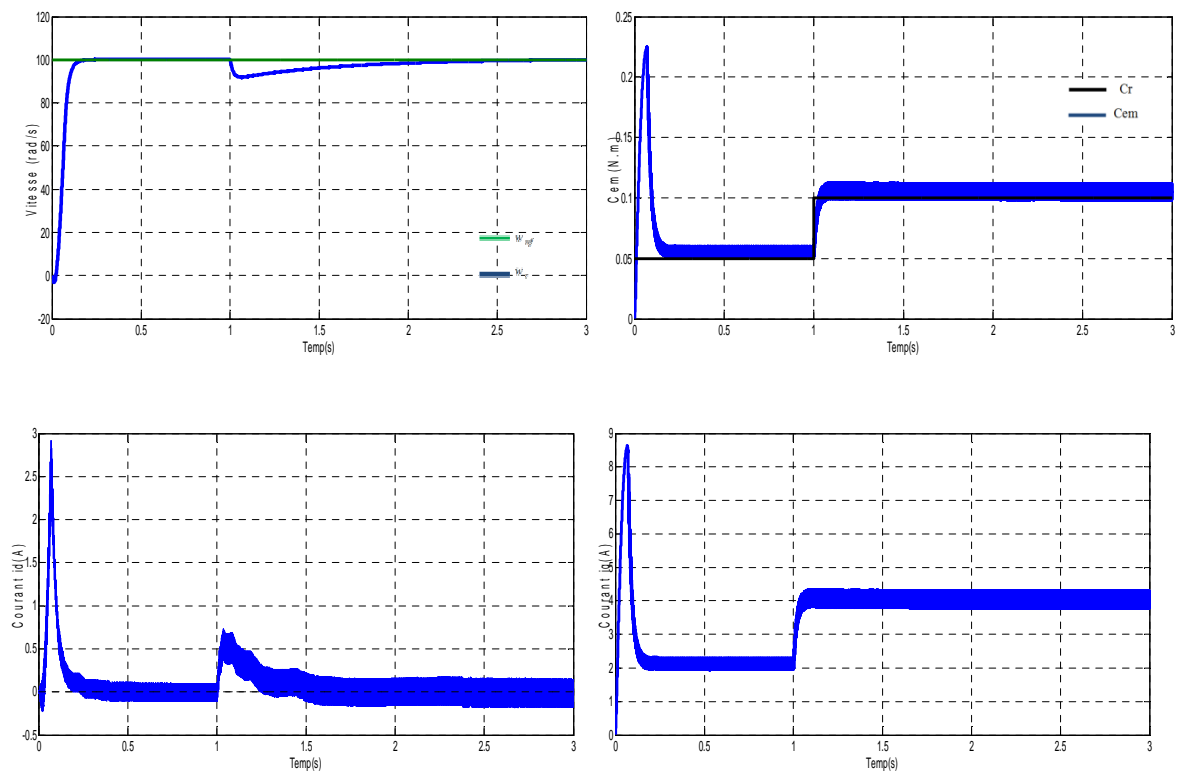 120
100
80
60
40
20
0
-20
Vitesse (rad/s)
0 0.5 1 1.5 2 2.5 3
Temp(s)
w ref
0.25
0.2
0.15
0.1
0.05
0
Cem (N.m)
0 0.5 1 1.5 2 2.5 3
Temp(s)
Cr
Cem
3
2.5
2
1.5
1
0.5
0
-0.5
Courant id(A)
0 0.5 1 1.5 2 2.5 3
Temp(s)
9
8
7
6
5
4
3
2
1
0
Courant iq(A)
0 0.5 1 1.5 2 2.5 3
Temp(s)